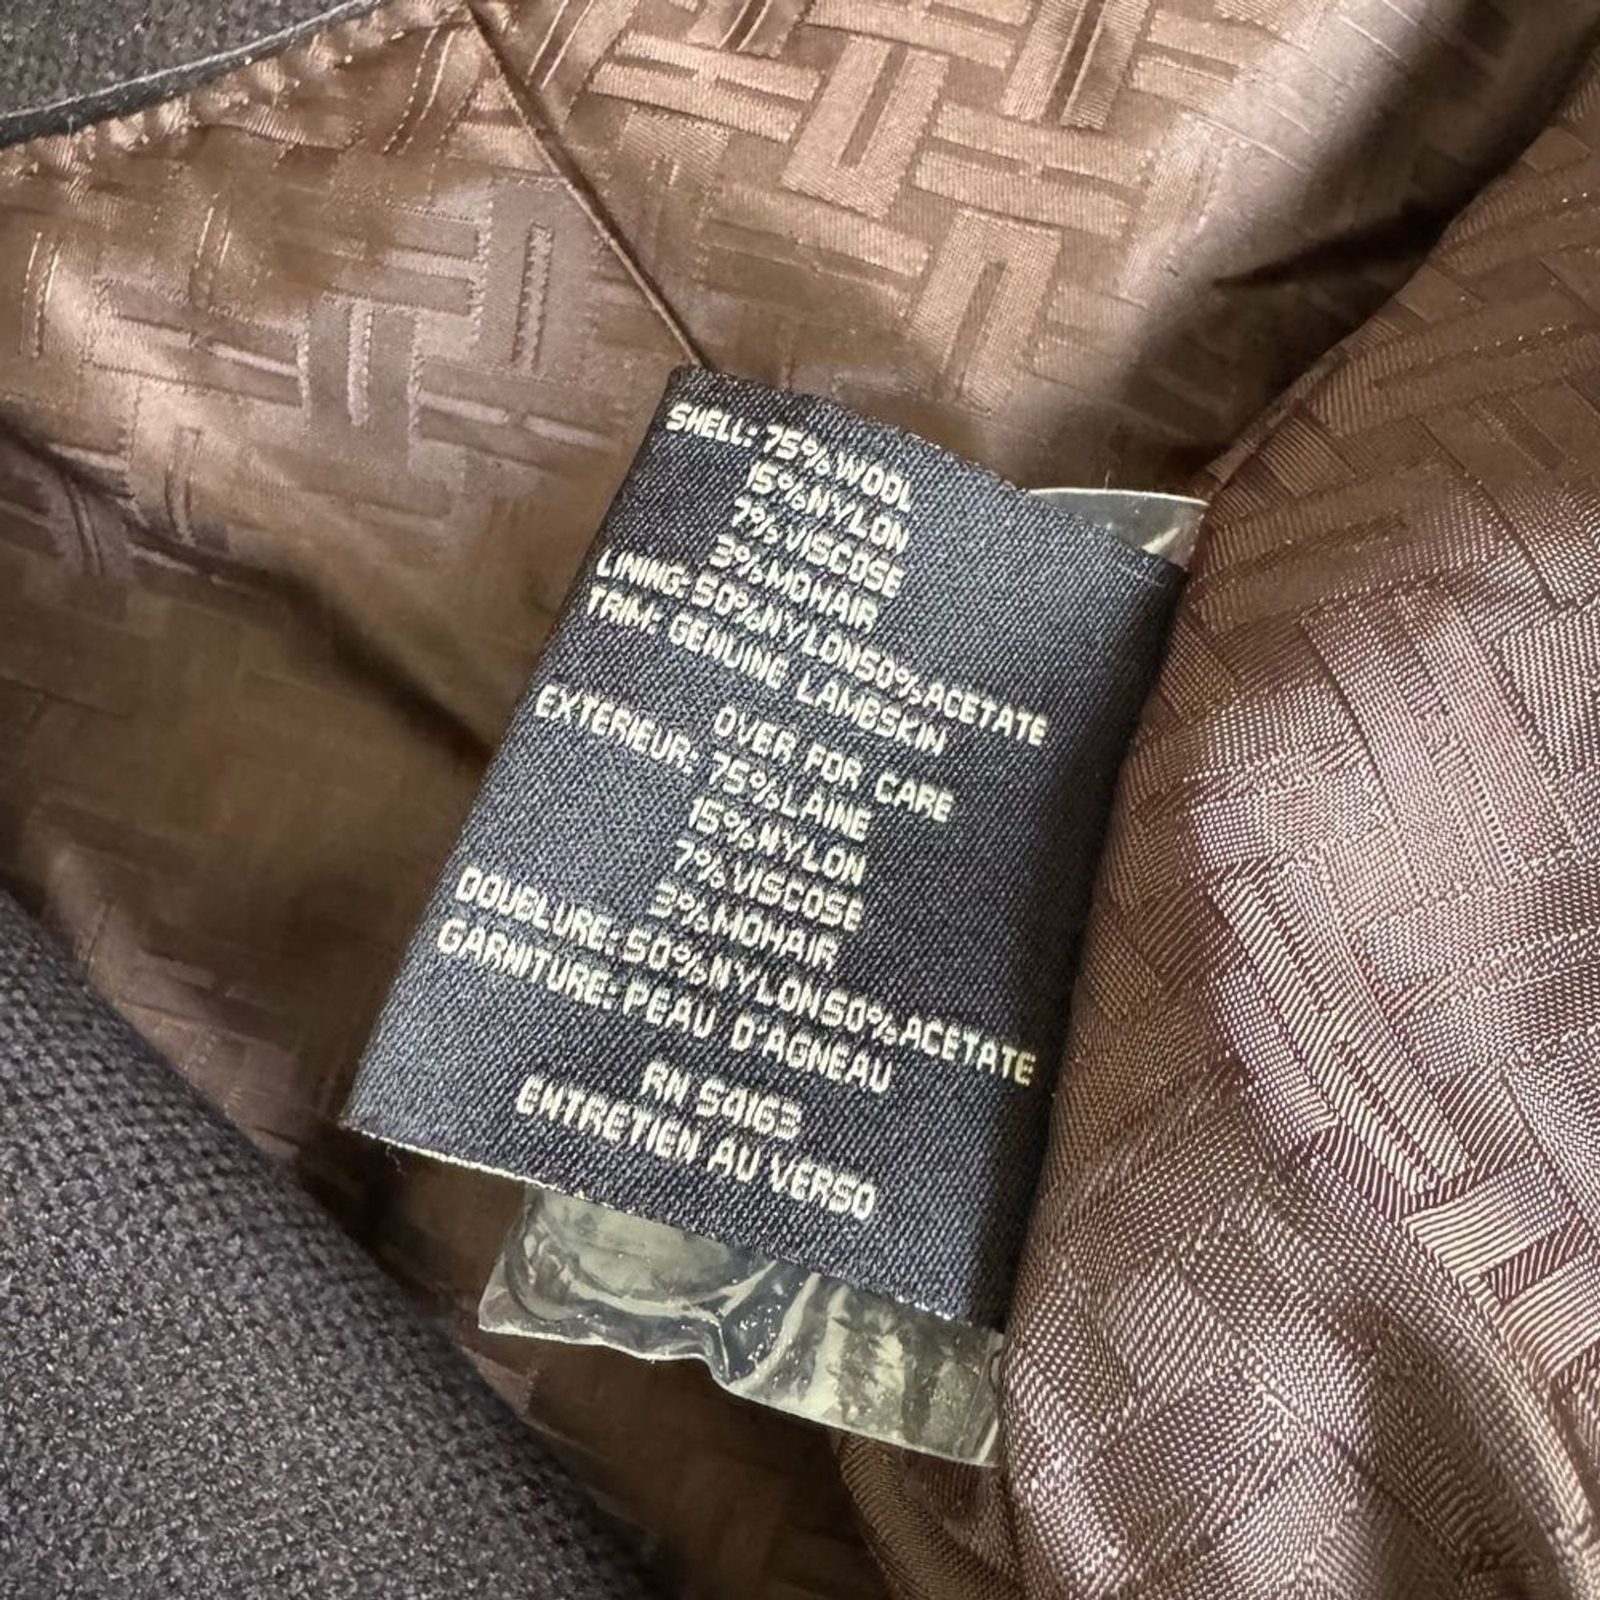 SHELL: 75%WOOL
15%NYLON
7%VISCOSE
3%MOHAIR
LINING: 50%NYLON50%ACETATE
TRIM: GENUINE LAMBSKIN
OVER FOR CARE
EXTERIEUR: 75%LAINE
15%NYLON
7%VISCOSE
3%MOHAIR
DOUBLURE: 50%NYLON50%ACETATE
GARNITURE: PEAU D'AGNEAU
RN 54163
ENTRETIEN AU VERSO